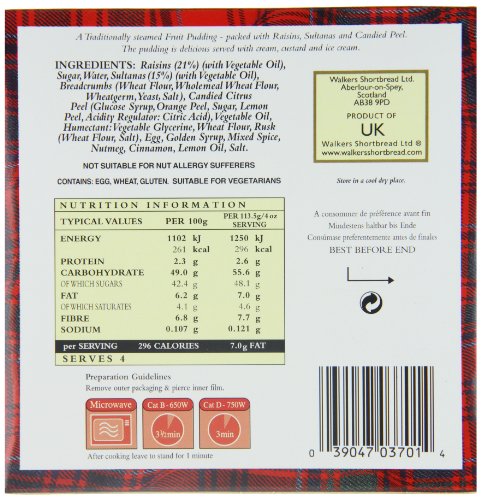 A Traditionally steamed Fruit Pudding - packed with Raisins, Sultanas and Candied Peel.
The pudding is delicious served with cream, custard and ice cream.
INGREDIENTS: Raisins (21%) (with Vegetable Oil),
Sugar, Water, Sultanas (15%) (with Vegetable Oil),
Breadcrumbs (Wheat Flour, Wholemeal Wheat Flour,
Wheatgerm, Yeast, Salt), Candied Citrus
Peel (Glucose Syrup, Orange Peel, Sugar, Lemon
Peel, Acidity Regulator: Citric Acid), Vegetable Oil,
Humectant: Vegetable Glycerine, Wheat Flour, Rusk
(Wheat Flour, Salt), Egg, Golden Syrup, Mixed Spice,
Nutmeg, Cinnamon, Lemon Oil, Salt.
NOT SUITABLE FOR NUT ALLERGY SUFFERERS
CONTAINS: EGG, WHEAT, GLUTEN. SUITABLE FOR VEGETARIANS
NUTRITION INFORMATION
TYPICAL VALUES PER 100g PER 113.5g/4 oz SERVING
ENERGY 1102 kJ 1250 kJ
261 kc 296 kc
PROTEIN 2.3 g 2.6 g
CARBOHYDRATE 49.0 g 55.6 g
OF WHICH SUGARS 42.4 g 48.1 g
FAT 6.2 g 7.0 g
OF WHICH SATURATES 4.1 g 4.6 g
FIBRE 6.8 g 7.7 g
SODIUM 0.107 g 0.121 g
per SERVING 296 CALORIES 7.0g FAT
SERVES 4
Preparation Guidelines
Remove outer packaging & pierce inner film.
Microwave Cat B - 650W Cat D - 750W
3½min 3min
After cooking leave to stand for 1 minute
Walkers Shortbread Ltd.
Aberlour-on-Spey,
Scotland
AB38 9PD
PRODUCT OF
UK
Walkers Shortbread Ltd ®
www.walkersshortbread.com
Store in a cool dry place.
A consommer de préférence avant fin
Mindestens haltbar bis Ende
Consúmase preferentemente antes de finales
BEST BEFORE END
0 39047 03701 4